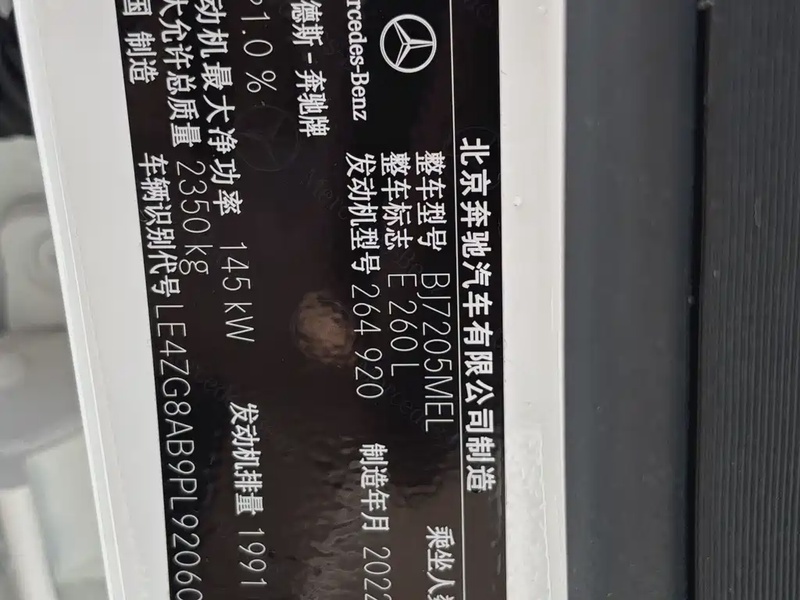 北京奔驰汽车有限公司制造
Mercedes-Benz
整车型号 BJ7205MEL 乘坐人数
整车标志 E 260 L
发动机型号 264 920 制造年月 2022
德斯-奔驰牌
1.0 %
动机最大净功率 145 kW 发动机排量 1991
大允许总质量 2350 kg
国 制造 车辆识别代号 LE4ZG8AB9PL92060